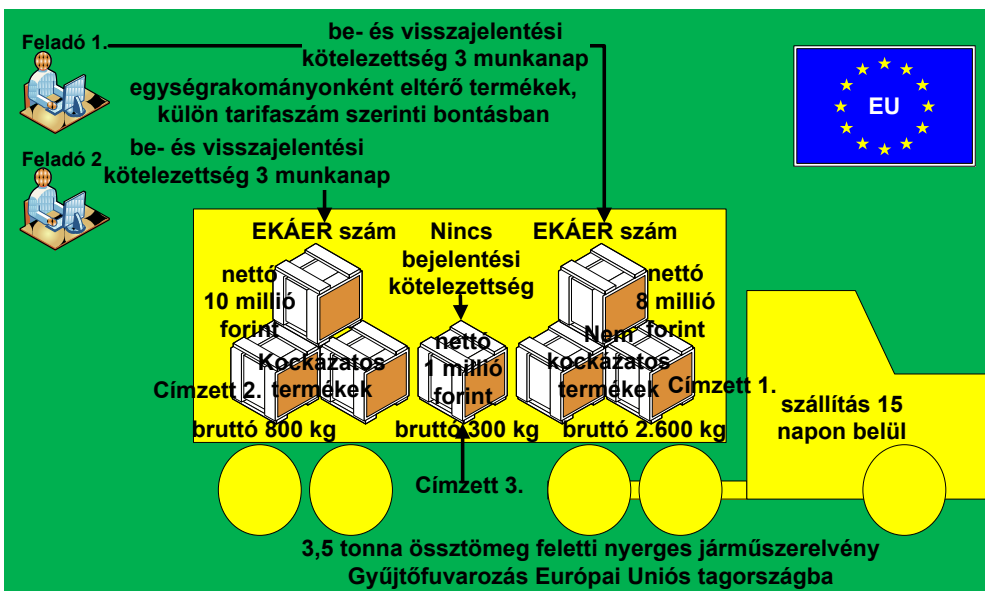 Feladó 1.
be- és visszajelentési
kötelezettség 3 munkanap
egységrakományonként eltérő termékek,
külön tarifaszám szerinti bontásban
EU
Feladó 2
be- és visszajelentési
kötelezettség 3 munkanap
EKÁER szám
Nincs
bejelentési
kötelezettség
EKÁER szám
nettó
10 millió
forint
Kockázatos
termékek
Címzett 2.
bruttó 800 kg
nettó
1 millió
forint
bruttó 300 kg
Címzett 3.
nettó
8 millió
forint
Nem
kockázatos
termékek
Címzett 1.
bruttó 2.600 kg
szállítás 15
napon belül
3,5 tonna össztömeg feletti nyerges járműszerelvény
Gyűjtőfuvarozás Európai Uniós tagországba